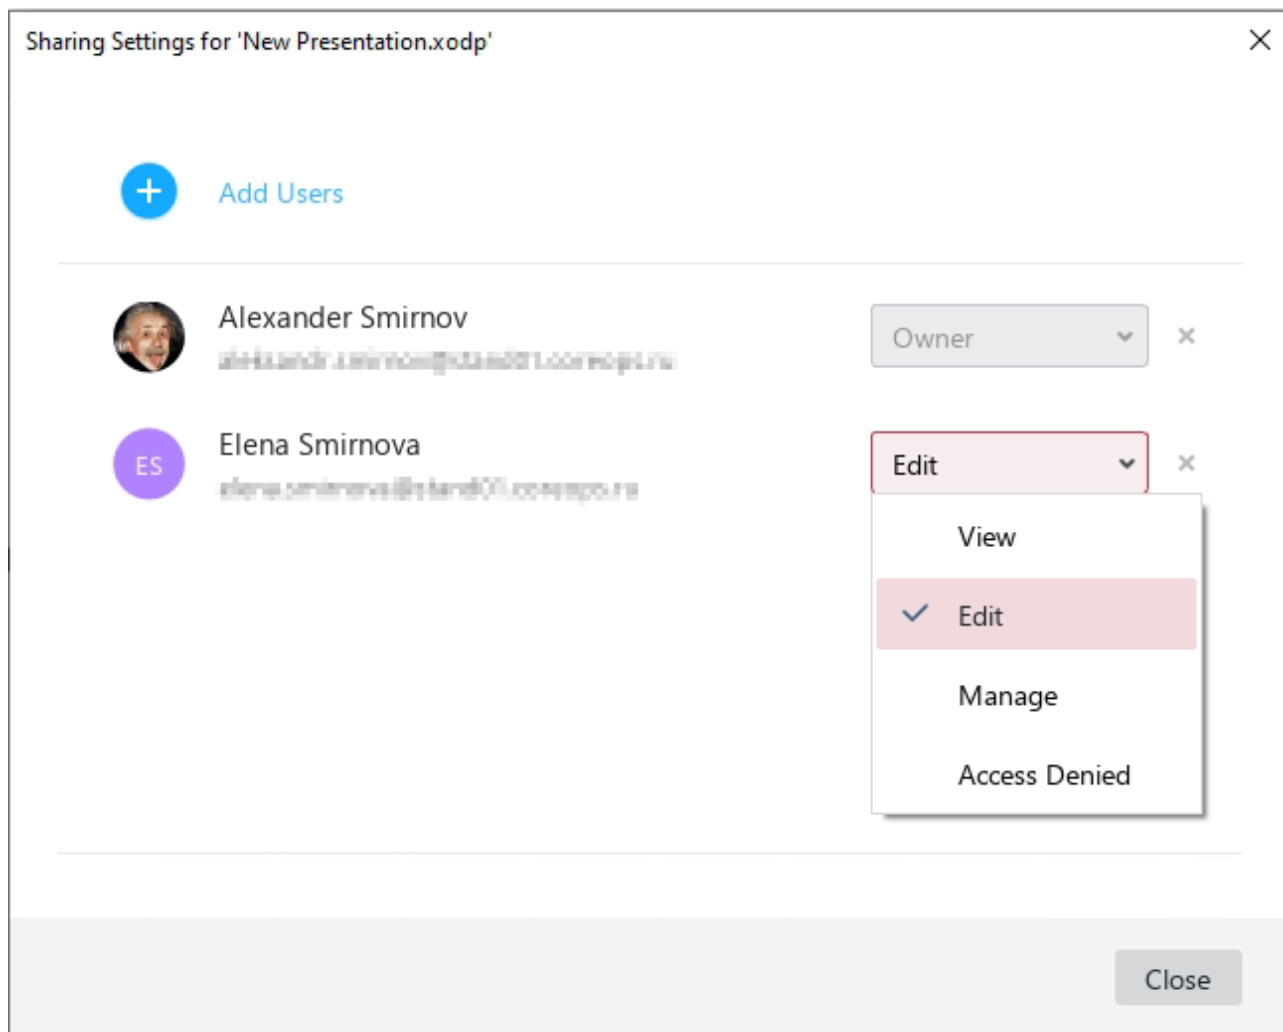 Sharing Settings for 'New Presentation.xodp'
Add Users
Alexander Smirnov
Owner
Elena Smirnova
ES
Edit
View
Edit
Manage
Access Denied
Close